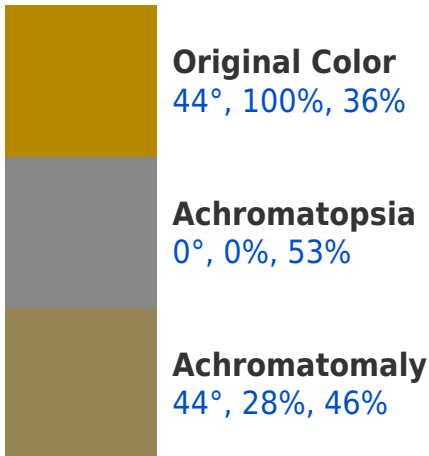 Original Color
44°, 100%, 36%
Achromatopsia
0°, 0%, 53%
Achromatomaly
44°, 28%, 46%